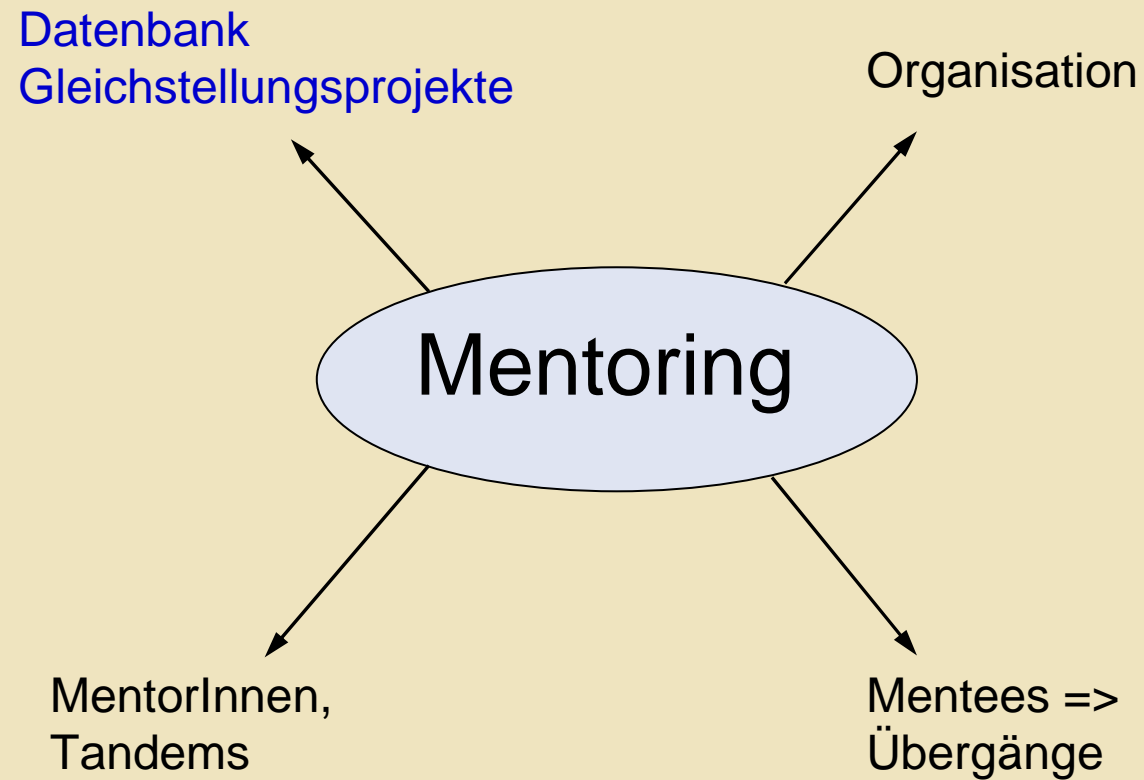 Datenbank
Gleichstellungsprojekte
Organisation
Mentoring
MentorInnen,
Tandems
Mentees =>
Übergänge